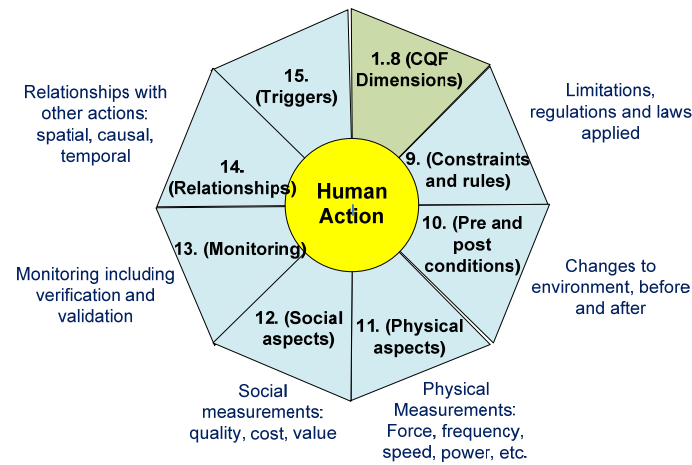 1..8 (CQF
Dimensions)
9. (Constraints
and rules)
Limitations,
regulations and laws
applied
10. (Pre and
post
conditions)
Changes to
environment, before
and after
11. (Physical
aspects)
Physical
Measurements:
Force, frequency,
speed, power, etc.
12. (Social
aspects)
Social
measurements:
quality, cost, value
13. (Monitoring)
Monitoring including
verification and
validation
14.
(Relationships)
Relationships with
other actions:
spatial, causal,
temporal
15.
(Triggers)
Human
Action